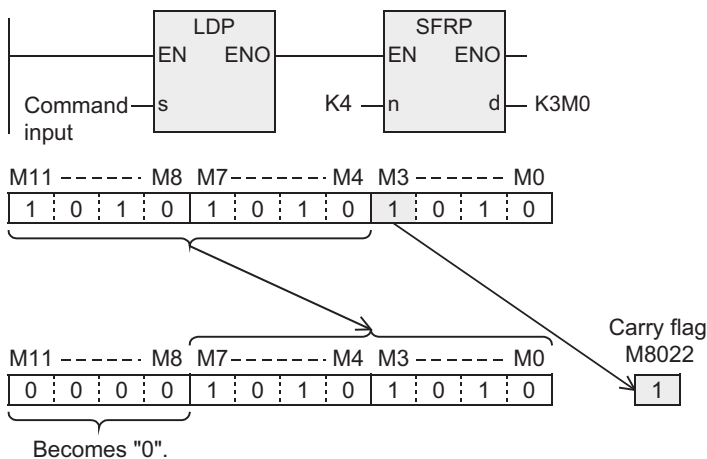 LDP SFRP
EN ENO EN ENO
Command s K4 n d K3M0
input
M11 M8 M7 M4 M3 M0
1 0 1 0 1 0 1 0 1 0 1 0
Carry flag
M11 M8 M7 M4 M3 M0 M8022
0 0 0 0 1 0 1 0 1 0 1 0 1
Becomes "0".